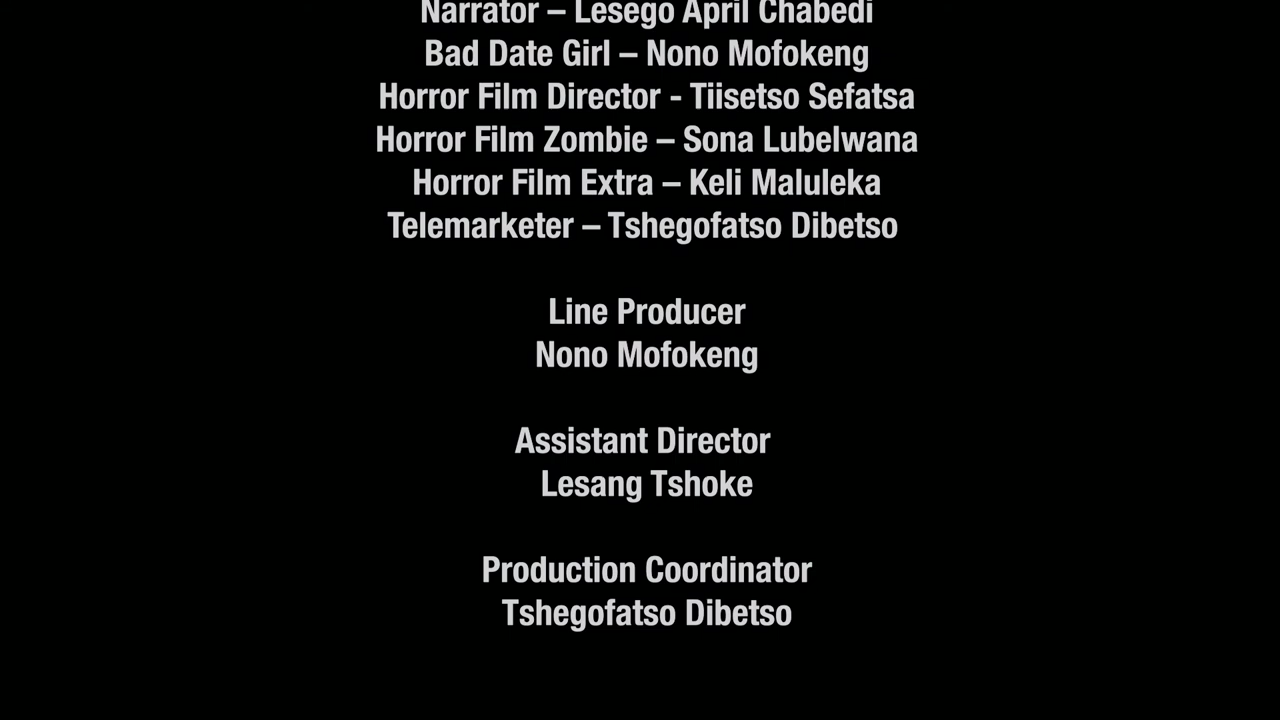 Narrator – Lesego April Chabedi
Bad Date Girl – Nono Mofokeng
Horror Film Director - Tiisetso Sefatsa
Horror Film Zombie – Sona Lubelwana
Horror Film Extra – Keli Maluleka
Telemarketer – Tshegofatso Dibetso
Line Producer
Nono Mofokeng
Assistant Director
Lesang Tshoke
Production Coordinator
Tshegofatso Dibetso